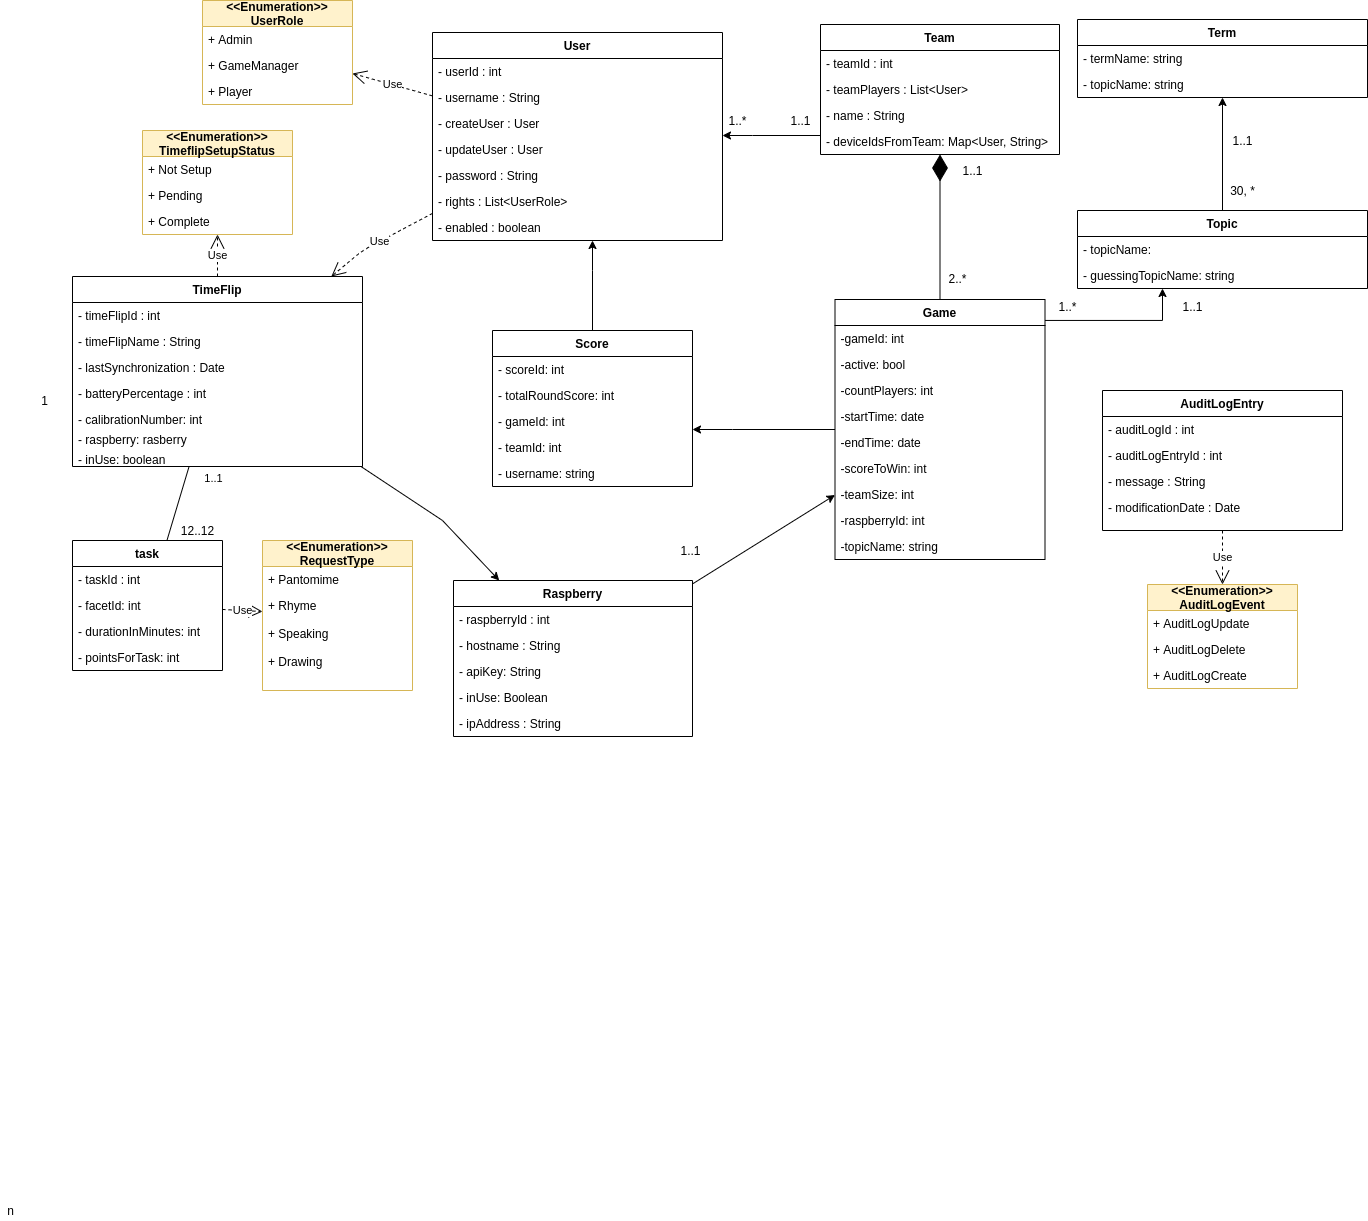 <<Enumeration>>
UserRole
+ Admin
+ GameManager
+ Player
Use
<<Enumeration>>
TimeflipSetupStatus
+ Not Setup
+ Pending
+ Complete
Use
User
- userId : int
- username : String
- createUser : User
- updateUser : User
- password : String
- rights : List<UserRole>
- enabled : boolean
Use
1..*
1..1
Team
- teamId : int
- teamPlayers : List<User>
- name : String
- deviceIdsFromTeam: Map<User, String>
1..1
2..*
Term
- termName: string
- topicName: string
1..1
30, *
Topic
- topicName:
- guessingTopicName: string
1..*
1..1
TimeFlip
- timeFlipId : int
- timeFlipName : String
- lastSynchronization : Date
- batteryPercentage : int
- calibrationNumber: int
- raspberry: rasberry
- inUse: boolean
1
1..1
12..12
Score
- scoreId: int
- totalRoundScore: int
- gameId: int
- teamId: int
- username: string
Game
-gameId: int
-active: bool
-countPlayers: int
-startTime: date
-endTime: date
-scoreToWin: int
-teamSize: int
-raspberryId: int
-topicName: string
AuditLogEntry
- auditLogId : int
- auditLogEntryId : int
- message : String
- modificationDate : Date
Use
<<Enumeration>>
AuditLogEvent
+ AuditLogUpdate
+ AuditLogDelete
+ AuditLogCreate
task
- taskId : int
- facetId: int
- durationInMinutes: int
- pointsForTask: int
Use
<<Enumeration>>
RequestType
+ Pantomime
+ Rhyme
+ Speaking
+ Drawing
1..1
Raspberry
- raspberryId : int
- hostname : String
- apiKey: String
- inUse: Boolean
- ipAddress : String
n